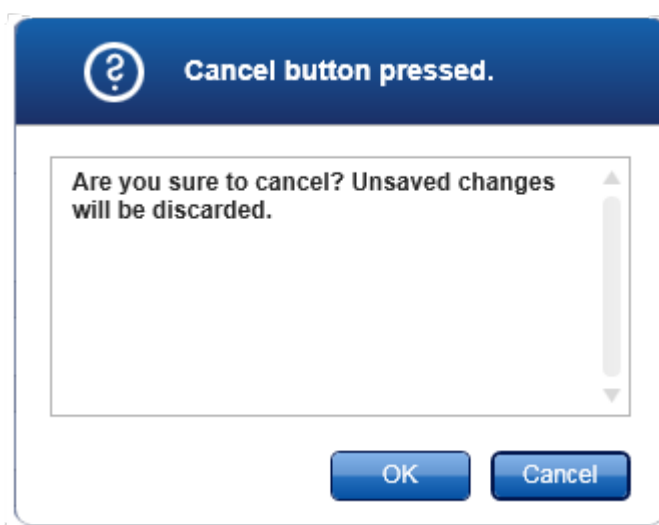 Cancel button pressed.
Are you sure to cancel? Unsaved changes
will be discarded.
OK
Cancel